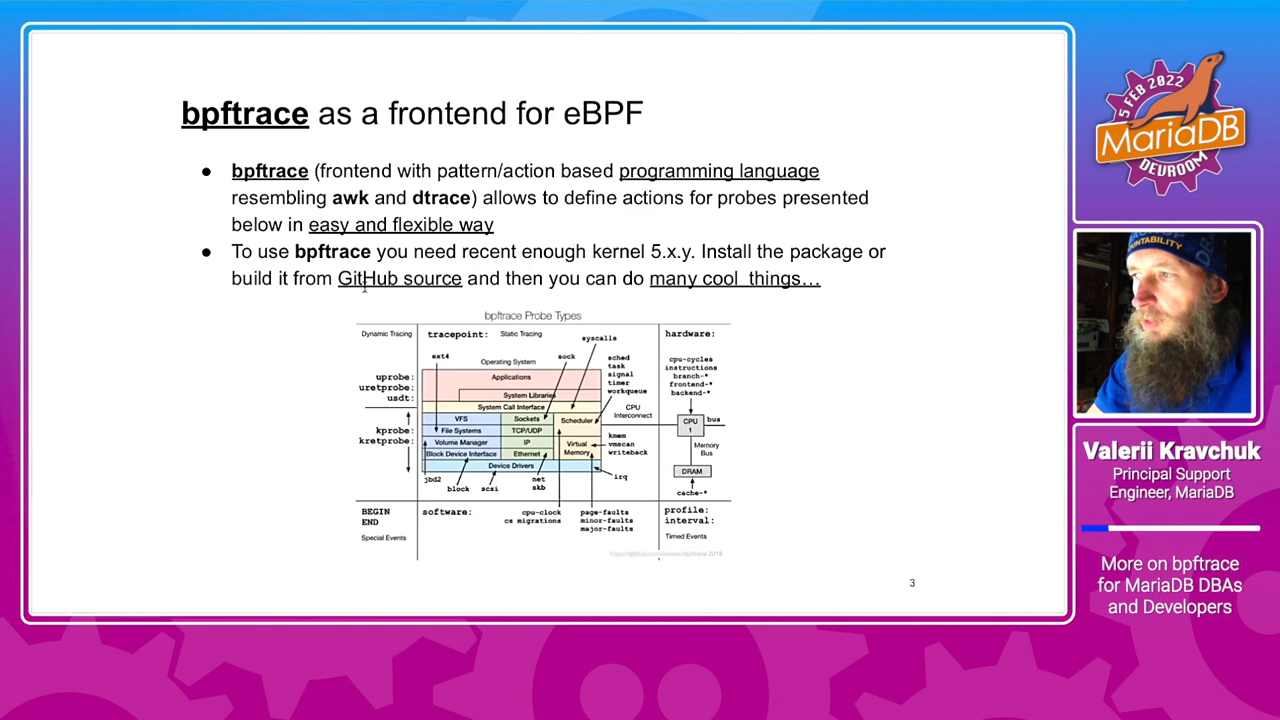 bpftrace as a frontend for eBPF
● bpftrace (frontend with pattern/action based programming language
resembling awk and dtrace) allows to define actions for probes presented
below in easy and flexible way
● To use bpftrace you need recent enough kernel 5.x.y. Install the package or
build it from GitHub source and then you can do many cool things…
bpftrace Probe Types
Dynamic Tracing
tracepoint: Static Tracing
hardware:
syscalls
ext4
Operating System
sock
sched
task
signal
timer
workqueue
cpu-cycles
instructions
branch-*
frontend-*
backend-*
uprobe:
uretprobe:
usdt:
Applications
System Libraries
System Call Interface
CPU
Interconnect
kprobe:
kretprobe:
VFS
File Systems
Volume Manager
Block Device Interface
Sockets
TCP/UDP
IP
Ethernet
Scheduler
Virtual
Memory
Device Drivers
kmem
vmscan
writeback
irq
CPU
1
bus
Memory
Bus
DRAM
cache-*
jbd2
block
scsi
net
skb
BEGIN
END
Special Events
software:
cpu-clock
cs migrations
page-faults
minor-faults
major-faults
profile:
interval:
Timed Events
3
5 FEB 2022
MariaDB
DEVROOM
Valerii Kravchuk
Principal Support
Engineer, MariaDB
More on bpftrace
for MariaDB DBAs
and Developers